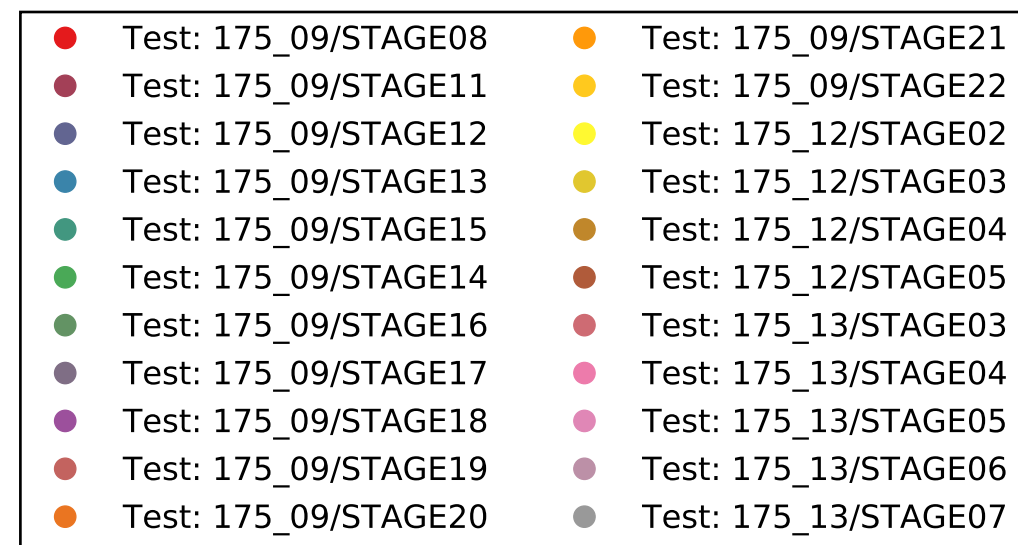 Test: 175_09/STAGE08
Test: 175_09/STAGE11
Test: 175_09/STAGE12
Test: 175_09/STAGE13
Test: 175_09/STAGE15
Test: 175_09/STAGE14
Test: 175_09/STAGE16
Test: 175_09/STAGE17
Test: 175_09/STAGE18
Test: 175_09/STAGE19
Test: 175_09/STAGE20
Test: 175_09/STAGE21
Test: 175_09/STAGE22
Test: 175_12/STAGE02
Test: 175_12/STAGE03
Test: 175_12/STAGE04
Test: 175_12/STAGE05
Test: 175_13/STAGE03
Test: 175_13/STAGE04
Test: 175_13/STAGE05
Test: 175_13/STAGE06
Test: 175_13/STAGE07